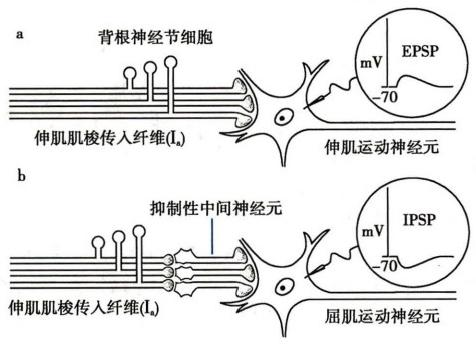 a
背根神经节细胞
EPSP
mV
-70
伸肌肌梭传入纤维(Iₐ)
伸肌运动神经元
b
抑制性中间神经元
IPSP
mV
-70
伸肌肌梭传入纤维(Iₐ)
屈肌运动神经元